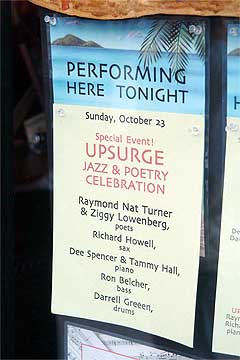 PERFORMING
HERE TONIGHT
Sunday, October 23
Special Event!
UPSURGE
JAZZ & POETRY
CELEBRATION
Raymond Nat Turner
& Ziggy Lowenberg,
poets
Richard Howell,
sax
Dee Spencer & Tammy Hall,
piano
Ron Belcher,
bass
Darrell Greeen,
drums